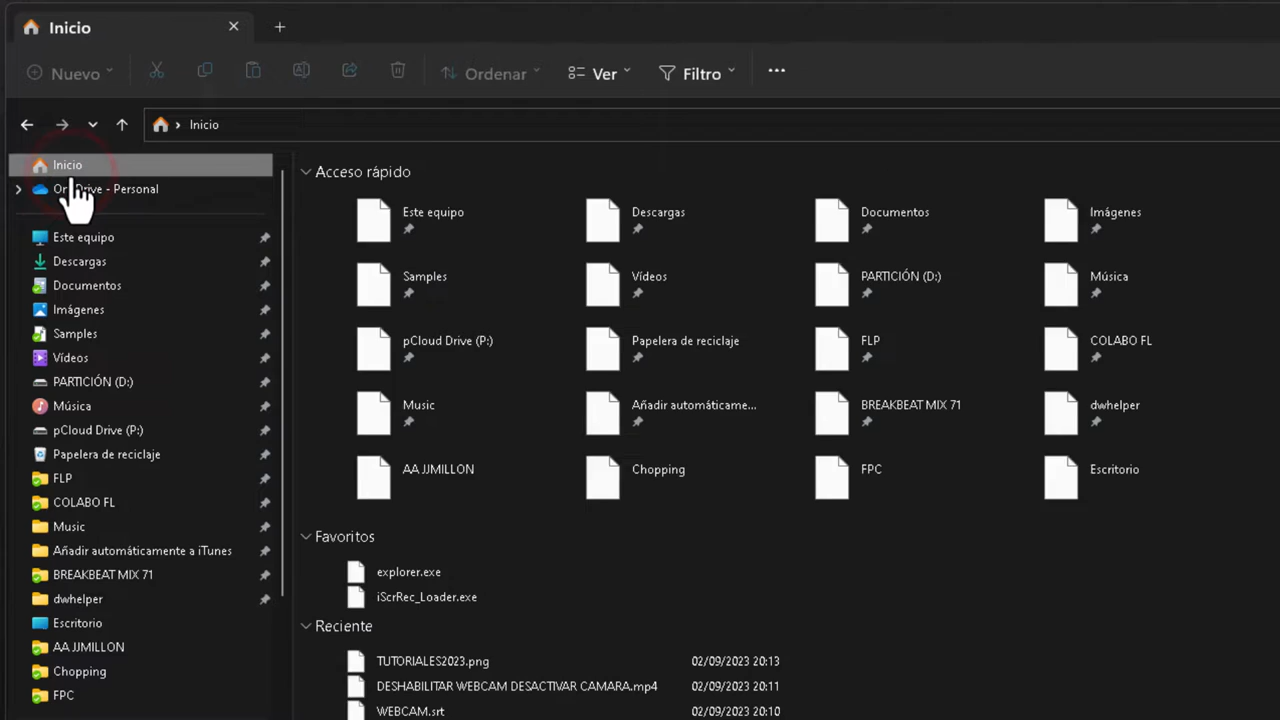 Inicio
Nuevo
Ordenar
Ver
Filtro
Inicio
Inicio
Drive - Personal
Este equipo
Descargas
Documentos
Imágenes
Samples
Vídeos
PARTICIÓN (D:)
Música
pCloud Drive (P:)
Papelera de reciclaje
FLP
COLABO FL
Music
Añadir automáticamente a iTunes
BREAKBEAT MIX 71
dwhelper
Escritorio
AA JJMILLON
Chopping
FPC
Acceso rápido
Este equipo
Descargas
Documentos
Imágenes
Samples
Vídeos
PARTICIÓN (D:)
Música
pCloud Drive (P:)
Papelera de reciclaje
FLP
COLABO FL
Music
Añadir automáticame...
BREAKBEAT MIX 71
dwhelper
AA JJMILLON
Chopping
FPC
Escritorio
Favoritos
explorer.exe
iScrRec_Loader.exe
Reciente
TUTORIALES2023.png 02/09/2023 20:13
DESHABILITAR WEBCAM DESACTIVAR CAMARA.mp4 02/09/2023 20:11
WEBCAM.srt 02/09/2023 20:10